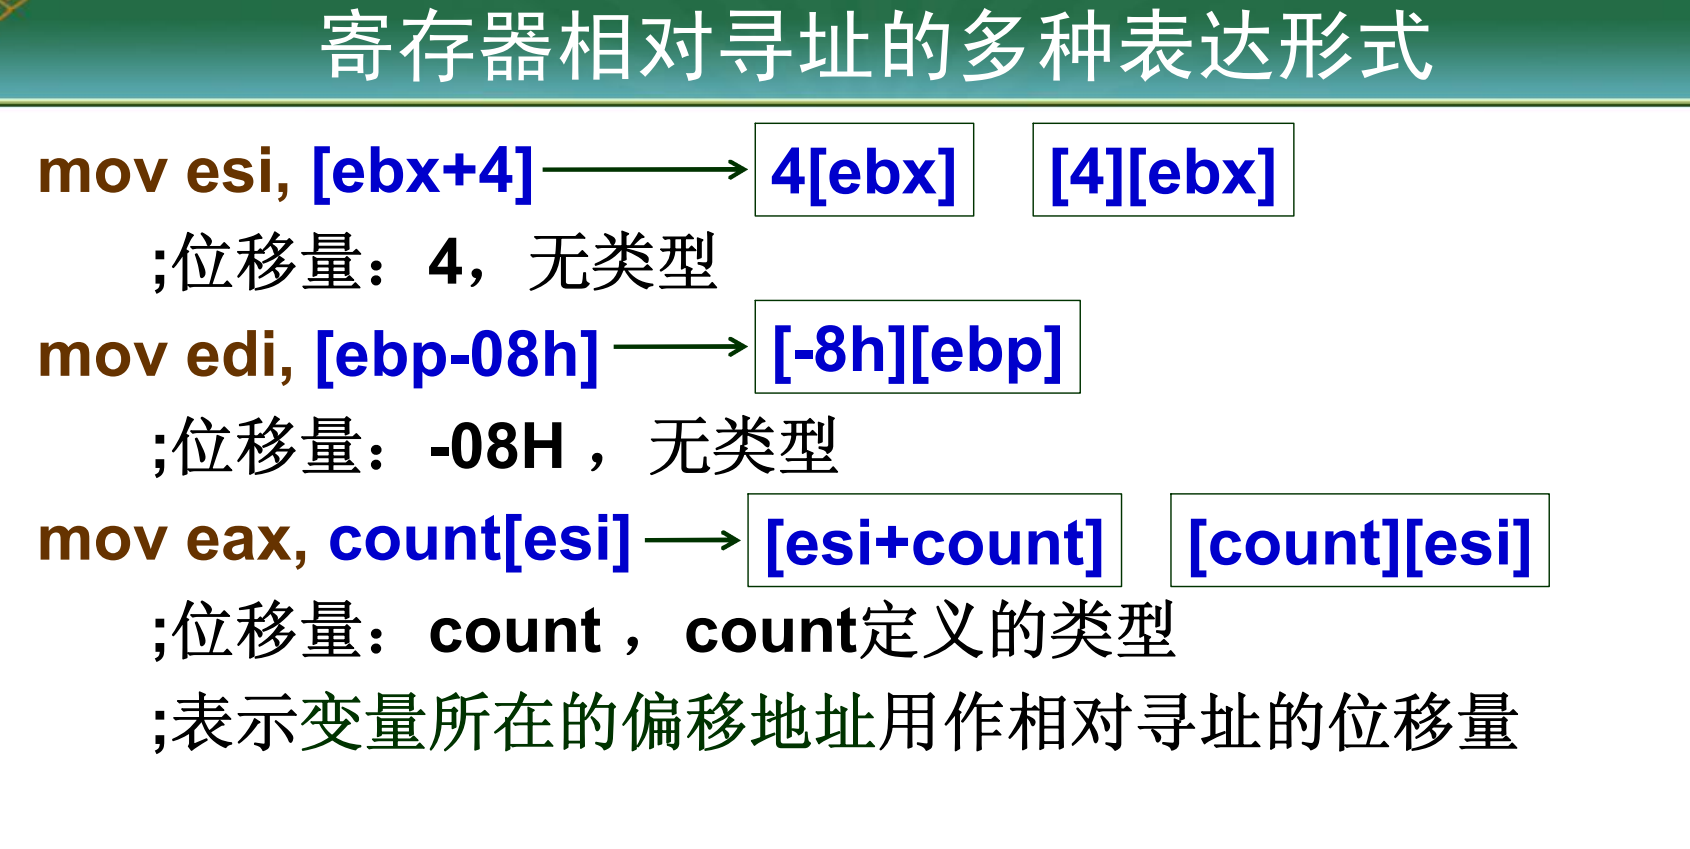 寄存器相对寻址的多种表达形式
mov esi, [ebx+4] 4[ebx] [4][ebx]
;位移量：4，无类型
mov edi, [ebp-08h] [-8h][ebp]
;位移量：-08H ，无类型
mov eax, count[esi] [esi+count] [count][esi]
;位移量：count ，count定义的类型
;表示变量所在的偏移地址用作相对寻址的位移量